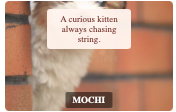 A curious kitten
always chasing
string.
MOCHI